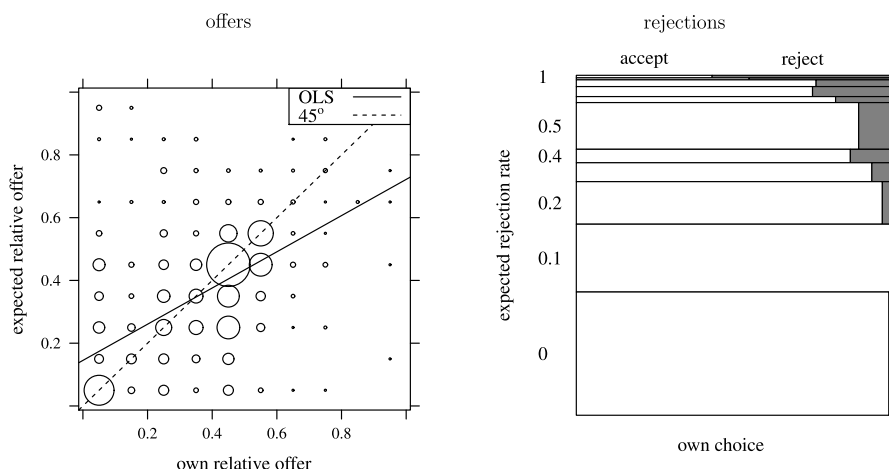 offers
OLS
45°
0.8
0.6
0.4
0.2
0.2 0.4 0.6 0.8
expected relative offer
own relative offer
rejections
accept reject
1
0.5
0.4
0.2
0.1
0
expected rejection rate
own choice